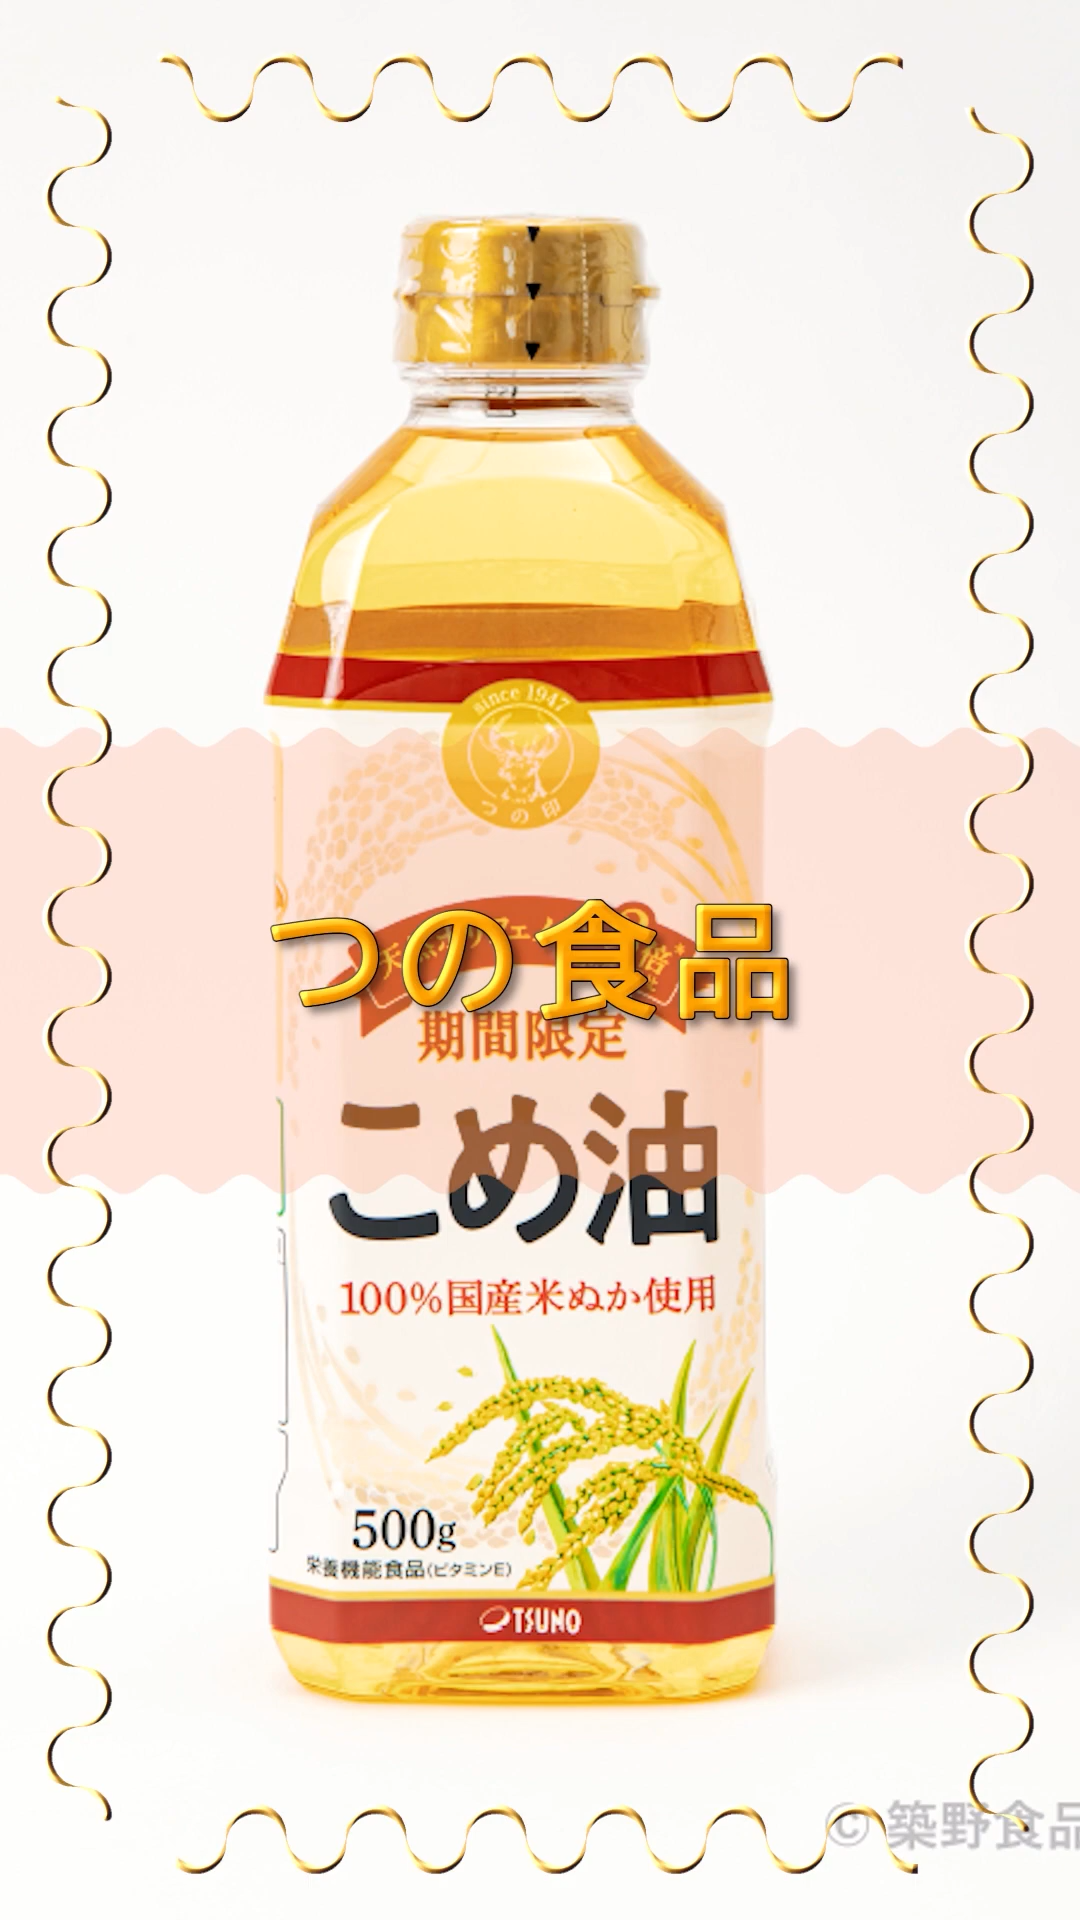 since 1947
つの印
つの食品
期間限定
こめ油
100%国産米ぬか使用
500g
栄養機能食品(ビタミンE)
TSUNO
© 築野食品